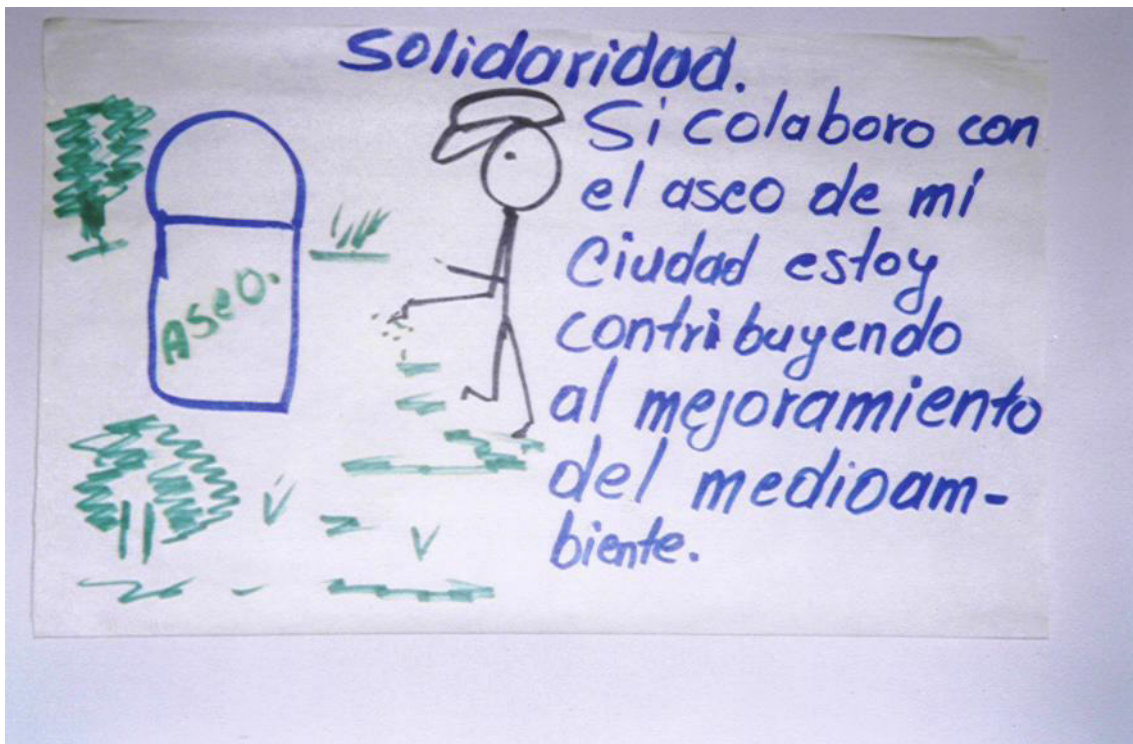 Solidaridad.
Si colaboro con
el aseo de mi
Ciudad estoy
contribuyendo
al mejoramiento
del medioam-
biente.
ASeO.